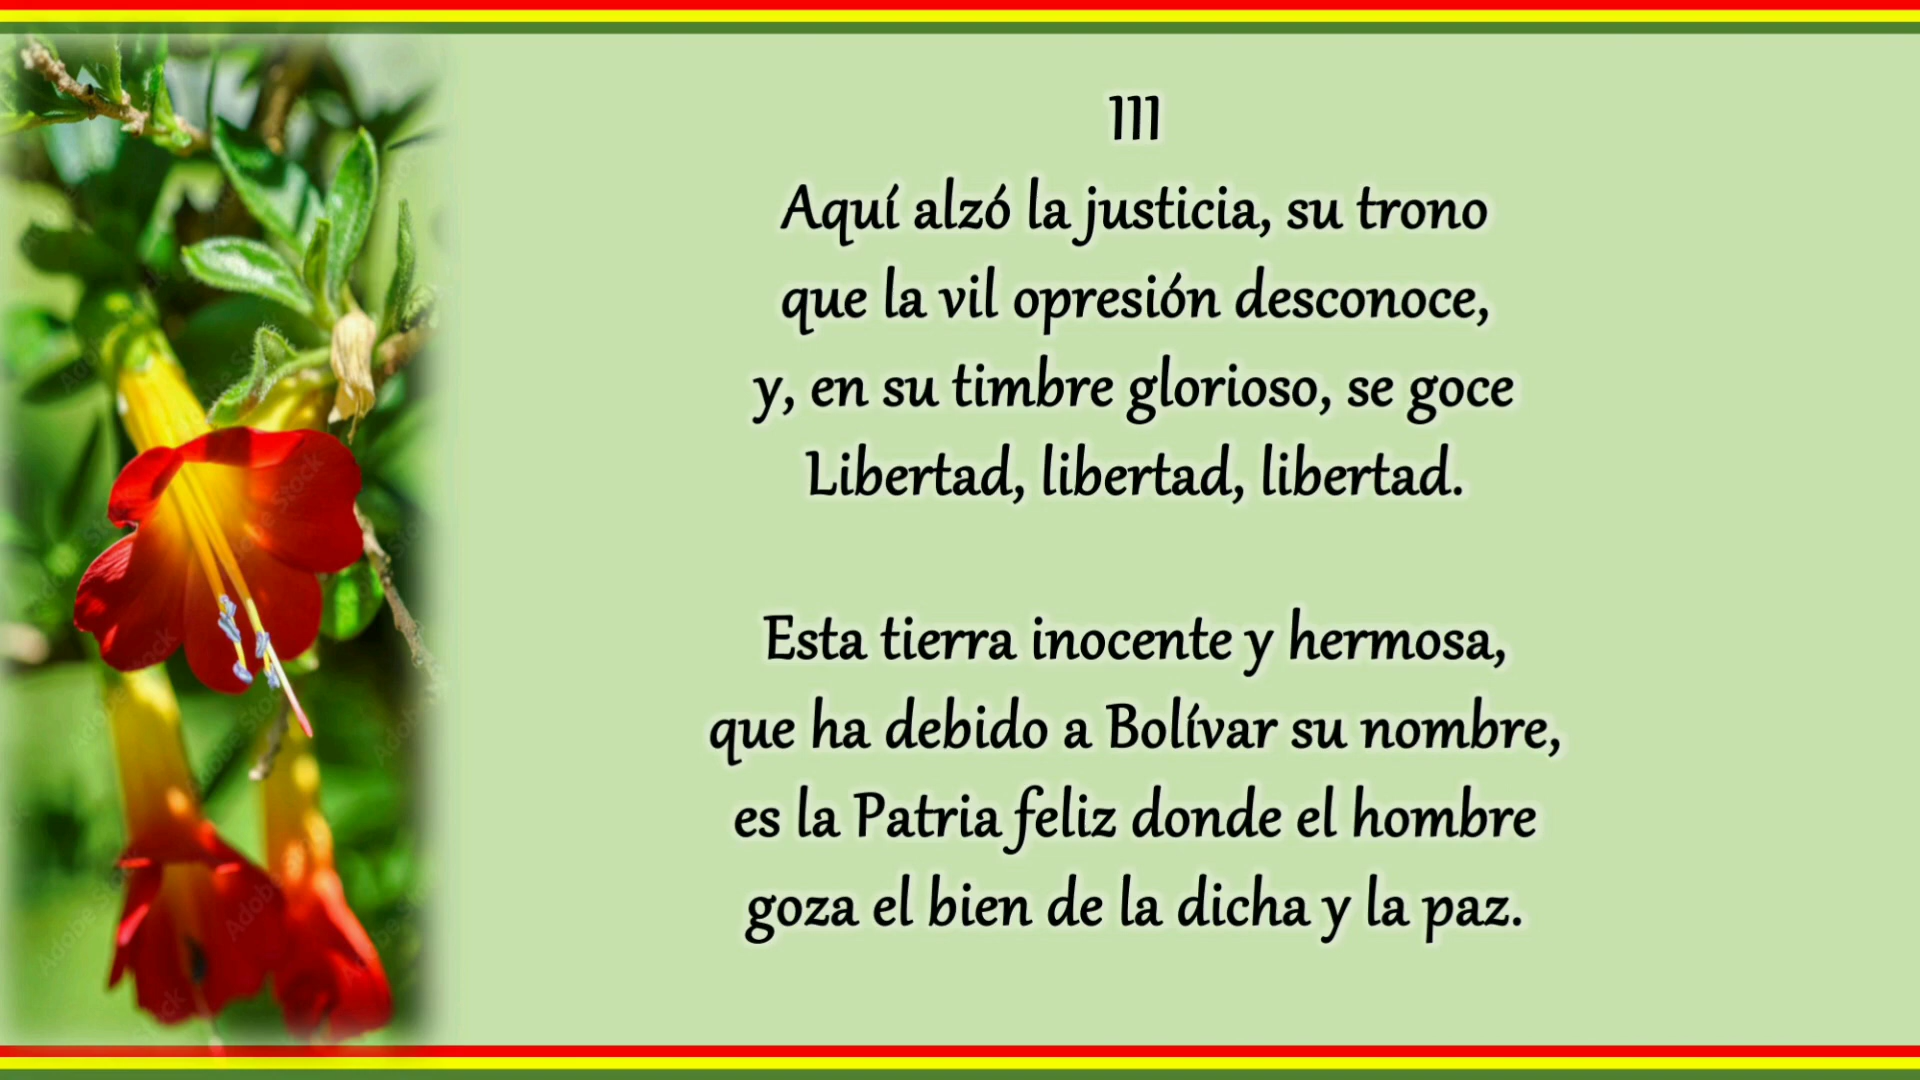 III
Aquí alzó la justicia, su trono
que la vil opresión desconoce,
y, en su timbre glorioso, se goce
Libertad, libertad, libertad.
Esta tierra inocente y hermosa,
que ha debido a Bolívar su nombre,
es la Patria feliz donde el hombre
goza el bien de la dicha y la paz.